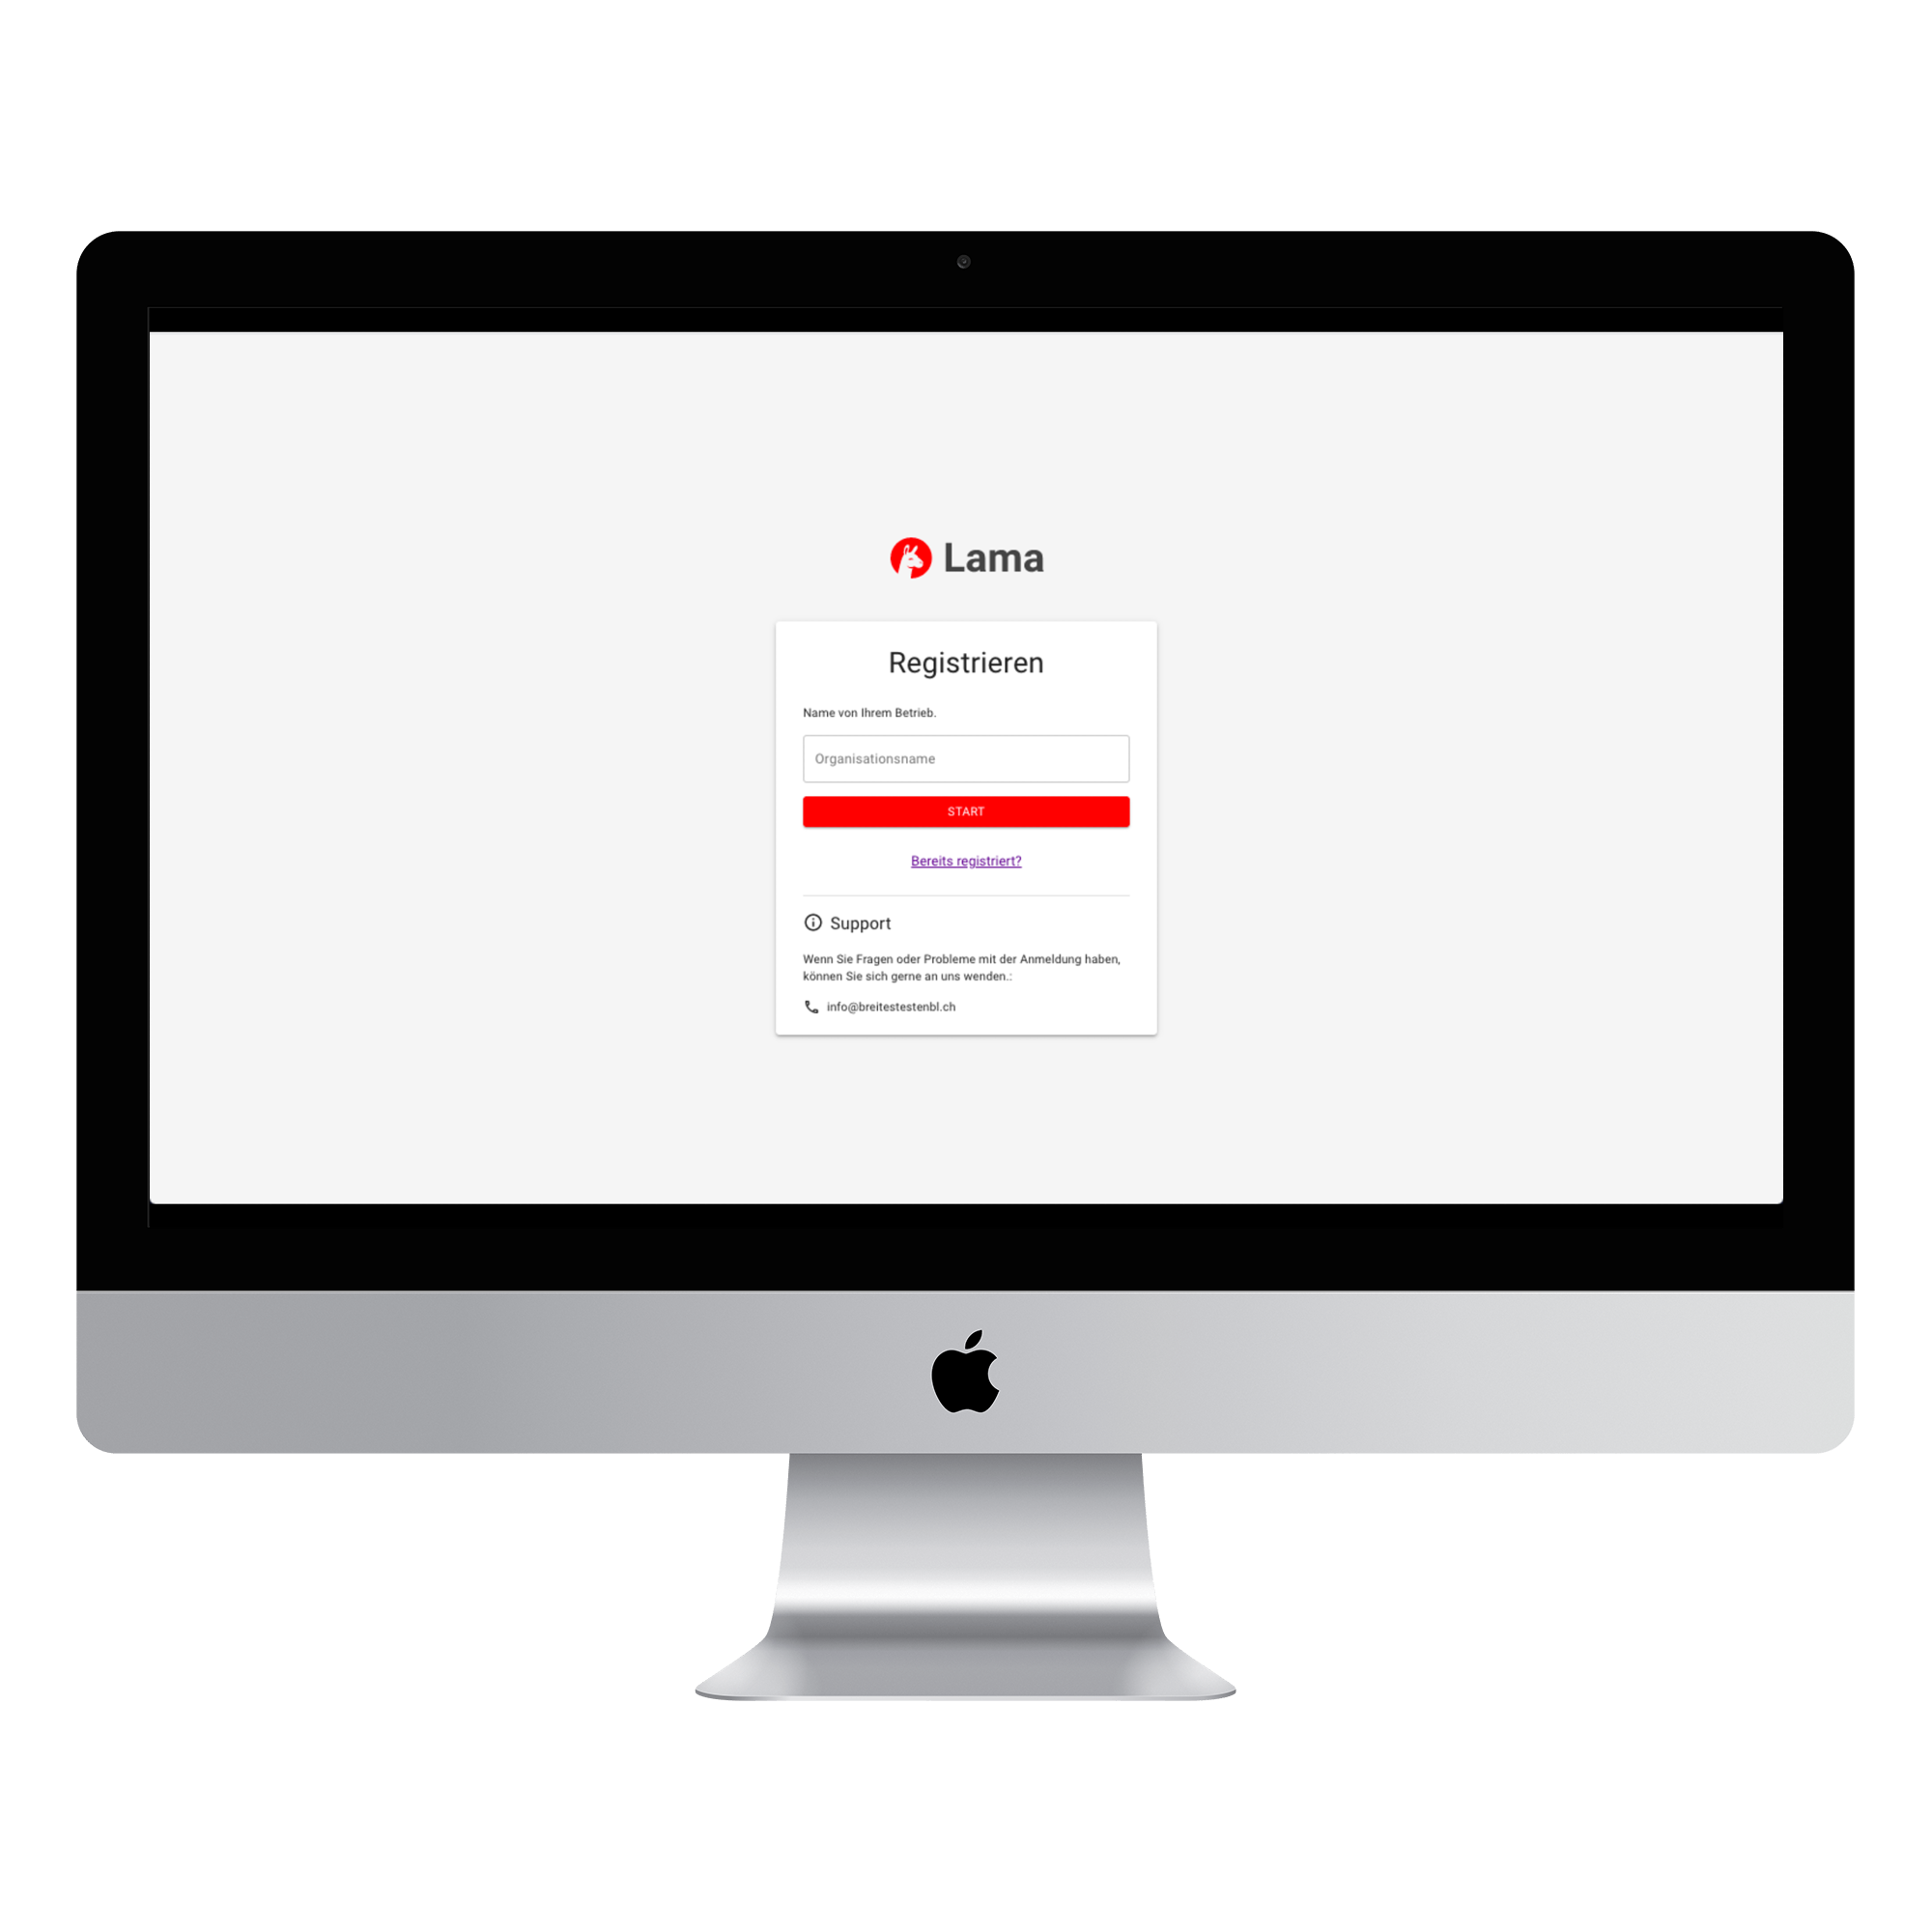 Lama
Registrieren
Name von Ihrem Betrieb.
Organisationsname
START
Bereits registriert?
Support
Wenn Sie Fragen oder Probleme mit der Anmeldung haben,
können Sie sich gerne an uns wenden.:
info@breitestestenbl.ch